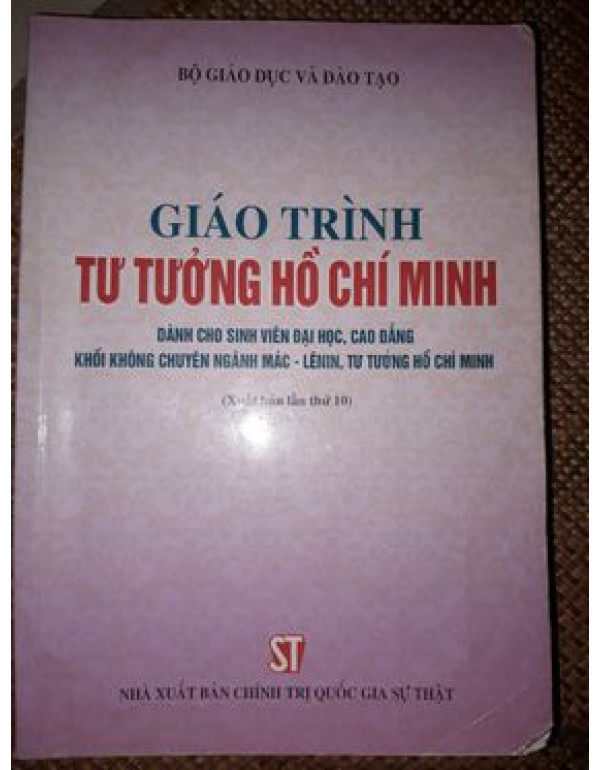 BỘ GIÁO DỤC VÀ ĐÀO TẠO
GIÁO TRÌNH
TƯ TƯỞNG HỒ CHÍ MINH
DÀNH CHO SINH VIÊN ĐẠI HỌC, CAO ĐẲNG
KHỐI KHÔNG CHUYÊN NGÀNH MÁC - LÊNIN, TƯ TƯỞNG HỒ CHÍ MINH
(Xuất bản lần thứ 10)
ST
NHÀ XUẤT BẢN CHÍNH TRỊ QUỐC GIA SỰ THẬT